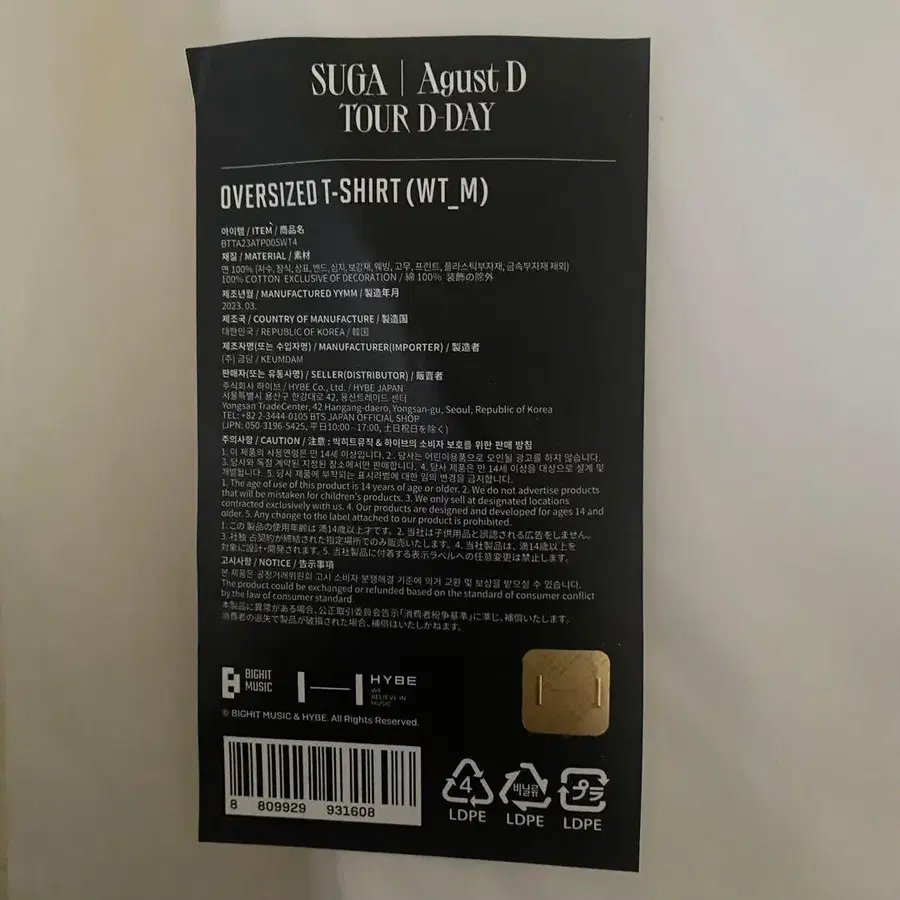 SUGA | Agust D
TOUR D-DAY
OVERSIZED T-SHIRT (WT_M)
아이템 / ITEM / 商品名
BTTA23ATP005WT4
재질 / MATERIAL / 素材
면 100% (자수, 장식, 상표, 밴드, 심지, 보강재, 웨빙, 고무, 프린트, 플라스틱부자재, 금속부자재 제외)
100% COTTON EXCLUSIVE OF DECORATION / 綿 100% 装飾の除外
제조년월 / MANUFACTURED YYMM / 製造年月
2023. 03.
제조국 / COUNTRY OF MANUFACTURE / 製造国
대한민국 / REPUBLIC OF KOREA / 韓国
제조자명(또는 수입자명) / MANUFACTURER(IMPORTER) / 製造者
(주) 금담 / KEUMDAM
판매자(또는 유통사명) / SELLER(DISTRIBUTOR) / 販賣者
주식회사 하이브 / HYBE Co., Ltd. / HYBE JAPAN
서울특별시 용산구 한강대로 42, 용산트레이드 센터
Yongsan TradeCenter, 42 Hangang-daero, Yongsan-gu, Seoul, Republic of Korea
TEL: +82 2-3444-0105 BTS JAPAN OFFICIAL SHOP
(JPN: 050-3196-5425, 平日10:00 - 17:00, 土日祝日を除く)
주의사항 / CAUTION / 注意 : 빅히트뮤직 & 하이브의 소비자 보호를 위한 판매 방침
1. 이 제품의 사용연령은 만 14세 이상입니다. 2. 당사는 어린이용품으로 오인될 광고를 하지 않습니다.
3. 당사와 독점 계약된 지정된 장소에서만 판매합니다. 4. 당사 제품은 만 14세 이상을 대상으로 설계 및
개발됩니다. 5. 당사 제품에 부착되는 표시라벨에 대한 임의 변경을 금지합니다.
1. The age of use of this product is 14 years of age or older. 2. We do not advertise products
that will be mistaken for children's products. 3. We only sell at designated locations
contracted exclusively with us. 4. Our products are designed and developed for ages 14 and
older. 5. Any change to the label attached to our product is prohibited.
1. この製品の使用年齢は 満14歳以上です。 2. 当社は子供用品と誤認される広告をしません。
3. 社独 占契約が締結された指定場所でのみ販売いたします。 4. 当社製品は、満14歳以上を
対象に設計・開発されます。 5. 当社製品に付着する表示ラベルへの任意変更は禁止します。
고시사항 / NOTICE / 告示事項
본 제품은 공정거래위원회 고시 소비자 분쟁해결 기준에 의거 교환 및 보상을 받으실 수 있습니다.
The product could be exchanged or refunded based on the standard of consumer conflict
by the law of consumer standard.
本製品に異常がある場合、公正取引委員会告示「消費者紛争基準」に準じ、補償いたします。
消費者の過失で製品が破損された場合、補償はいたしかねます。
BIGHIT
MUSIC
HYBE
WE
BELIEVE IN
MUSIC
© BIGHIT MUSIC & HYBE. All Rights Reserved.
8 809929 931608
4
LDPE
비닐류
LDPE
プラ
LDPE